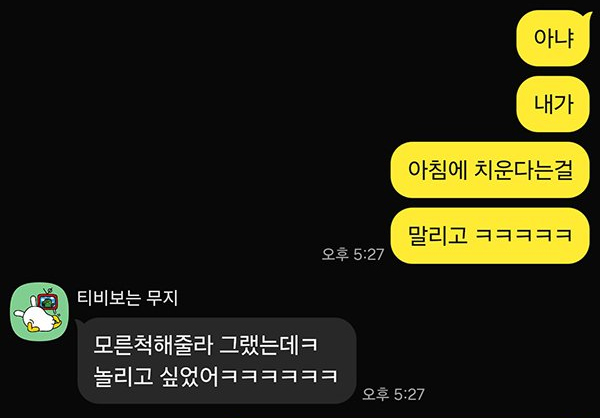 아냐
내가
아침에 치운다는걸
말리고 ㅋㅋㅋㅋㅋ
오후 5:27
티비보는 무지
모른척해줄라 그랬는데ㅋ
놀리고 싶었어ㅋㅋㅋㅋㅋㅋ
오후 5:27